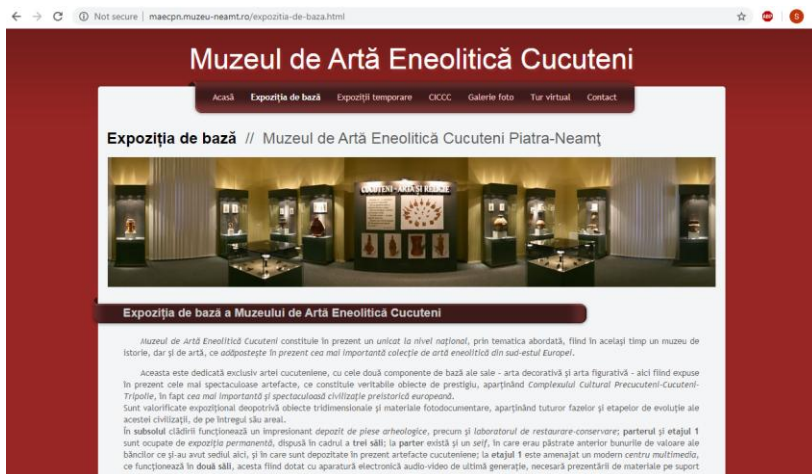 Not secure | maecpn.muzeu-neamt.ro/expozitia-de-baza.html
ABP
S
Muzeul de Artă Eneolitică Cucuteni
Acasă Expoziția de bază Expoziții temporare CICCC Galerie foto Tur virtual Contact
Expoziția de bază // Muzeul de Artă Eneolitică Cucuteni Piatra-Neamț
CUCUTENI - ARTĂ ȘI RELIGIE
Expoziția de bază a Muzeului de Artă Eneolitică Cucuteni
Muzeul de Artă Eneolitică Cucuteni constituie în prezent un unicat la nivel național, prin tematica abordată, fiind în același timp un muzeu de
istorie, dar și de artă, ce adăpostește în prezent cea mai importantă colecție de artă eneolitică din sud-estul Europei.
Aceasta este dedicată exclusiv artei cucuteniene, cu cele două componente de bază ale sale - arta decorativă și arta figurativă - aici fiind expuse
în prezent cele mai spectaculoase artefacte, ce constituie veritabile obiecte de prestigiu, aparținând Complexului Cultural Precucuteni-Cucuteni-
Tripolie, în fapt cea mai importantă și spectaculoasă civilizație preistorică europeană.
Sunt valorificate expozițional deopotrivă obiecte tridimensionale și materiale fotodocumentare, aparținând tuturor fazelor și etapelor de evoluție ale
acestei civilizații, de pe întregul său areal.
În subsolul clădirii funcționează un impresionant depozit de piese arheologice, precum și laboratorul de restaurare-conservare; parterul și etajul 1
sunt ocupate de expoziția permanentă, dispusă în cadrul a trei săli; la parter există și un seif, în care erau păstrate anterior bunurile de valoare ale
băncilor ce și-au avut sediul aici, și în care sunt depozitate în prezent artefacte cucuteniene; la etajul 1 este amenajat un modern centru multimedia,
ce funcționează în două săli, acesta fiind dotat cu aparatură electronică audio-video de ultimă generație, necesară prezentării de materiale pe suport